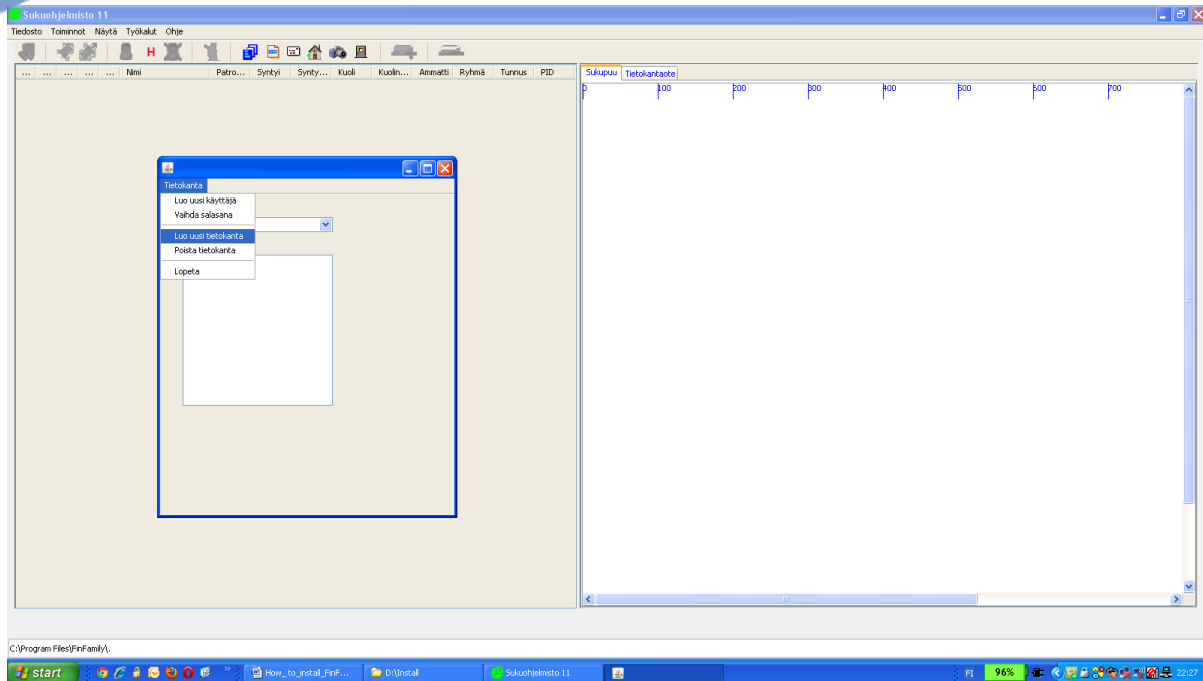 Sukuohjelmisto 11
Tiedosto Toiminnot Näytä Työkalut Ohje
H
... ... ... ... ... Nimi Patro... Syntyi Synty... Kuoli Kuolin... Ammatti Ryhmä Tunnus PID
Sukupuu Tietokantaote
0 100 200 300 400 500 600 700
Tietokanta
Luo uusi käyttäjä
Vaihda salasana
Luo uusi tietokanta
Poista tietokanta
Lopeta
C:\Program Files\FinFamily\.
start How_to_install_FinF... D:\Install Sukuohjelmisto 11 FI 96% 22:27